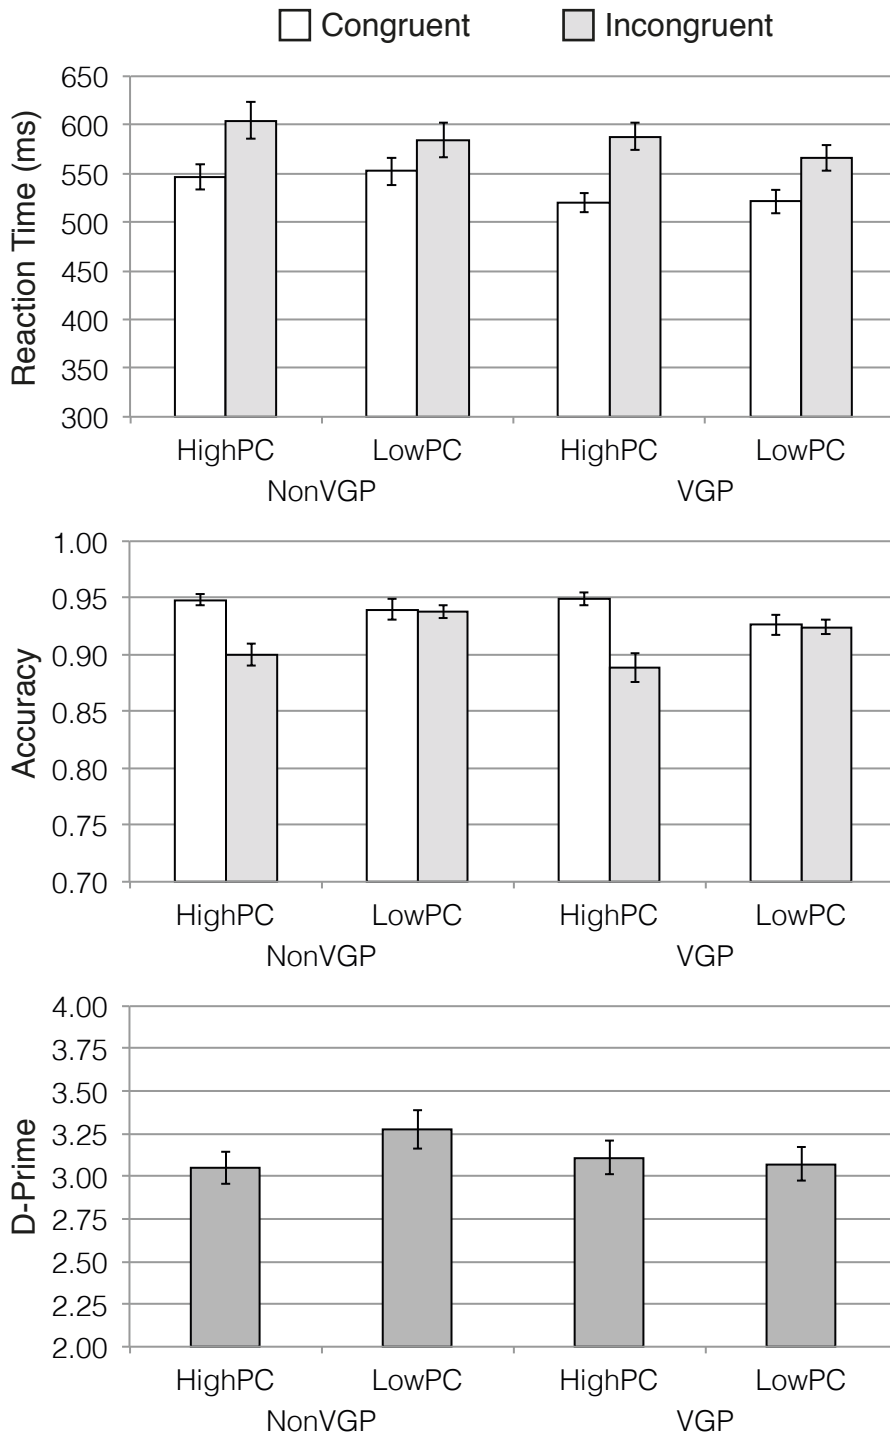 Congruent Incongruent
Reaction Time (ms)
650
600
550
500
450
400
350
300
HighPC LowPC HighPC LowPC
NonVGP VGP
Accuracy
1.00
0.95
0.90
0.85
0.80
0.75
0.70
HighPC LowPC HighPC LowPC
NonVGP VGP
D-Prime
4.00
3.75
3.50
3.25
3.00
2.75
2.50
2.25
2.00
HighPC LowPC HighPC LowPC
NonVGP VGP